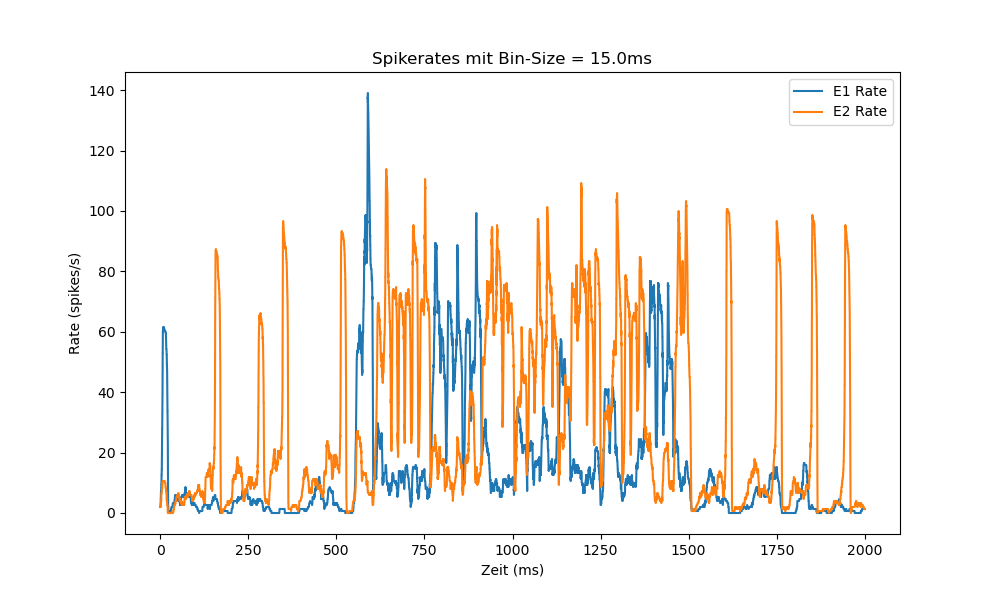 Spikerates mit Bin-Size = 15.0ms
E1 Rate
E2 Rate
Rate (spikes/s)
140
120
100
80
60
40
20
0
0 250 500 750 1000 1250 1500 1750 2000
Zeit (ms)